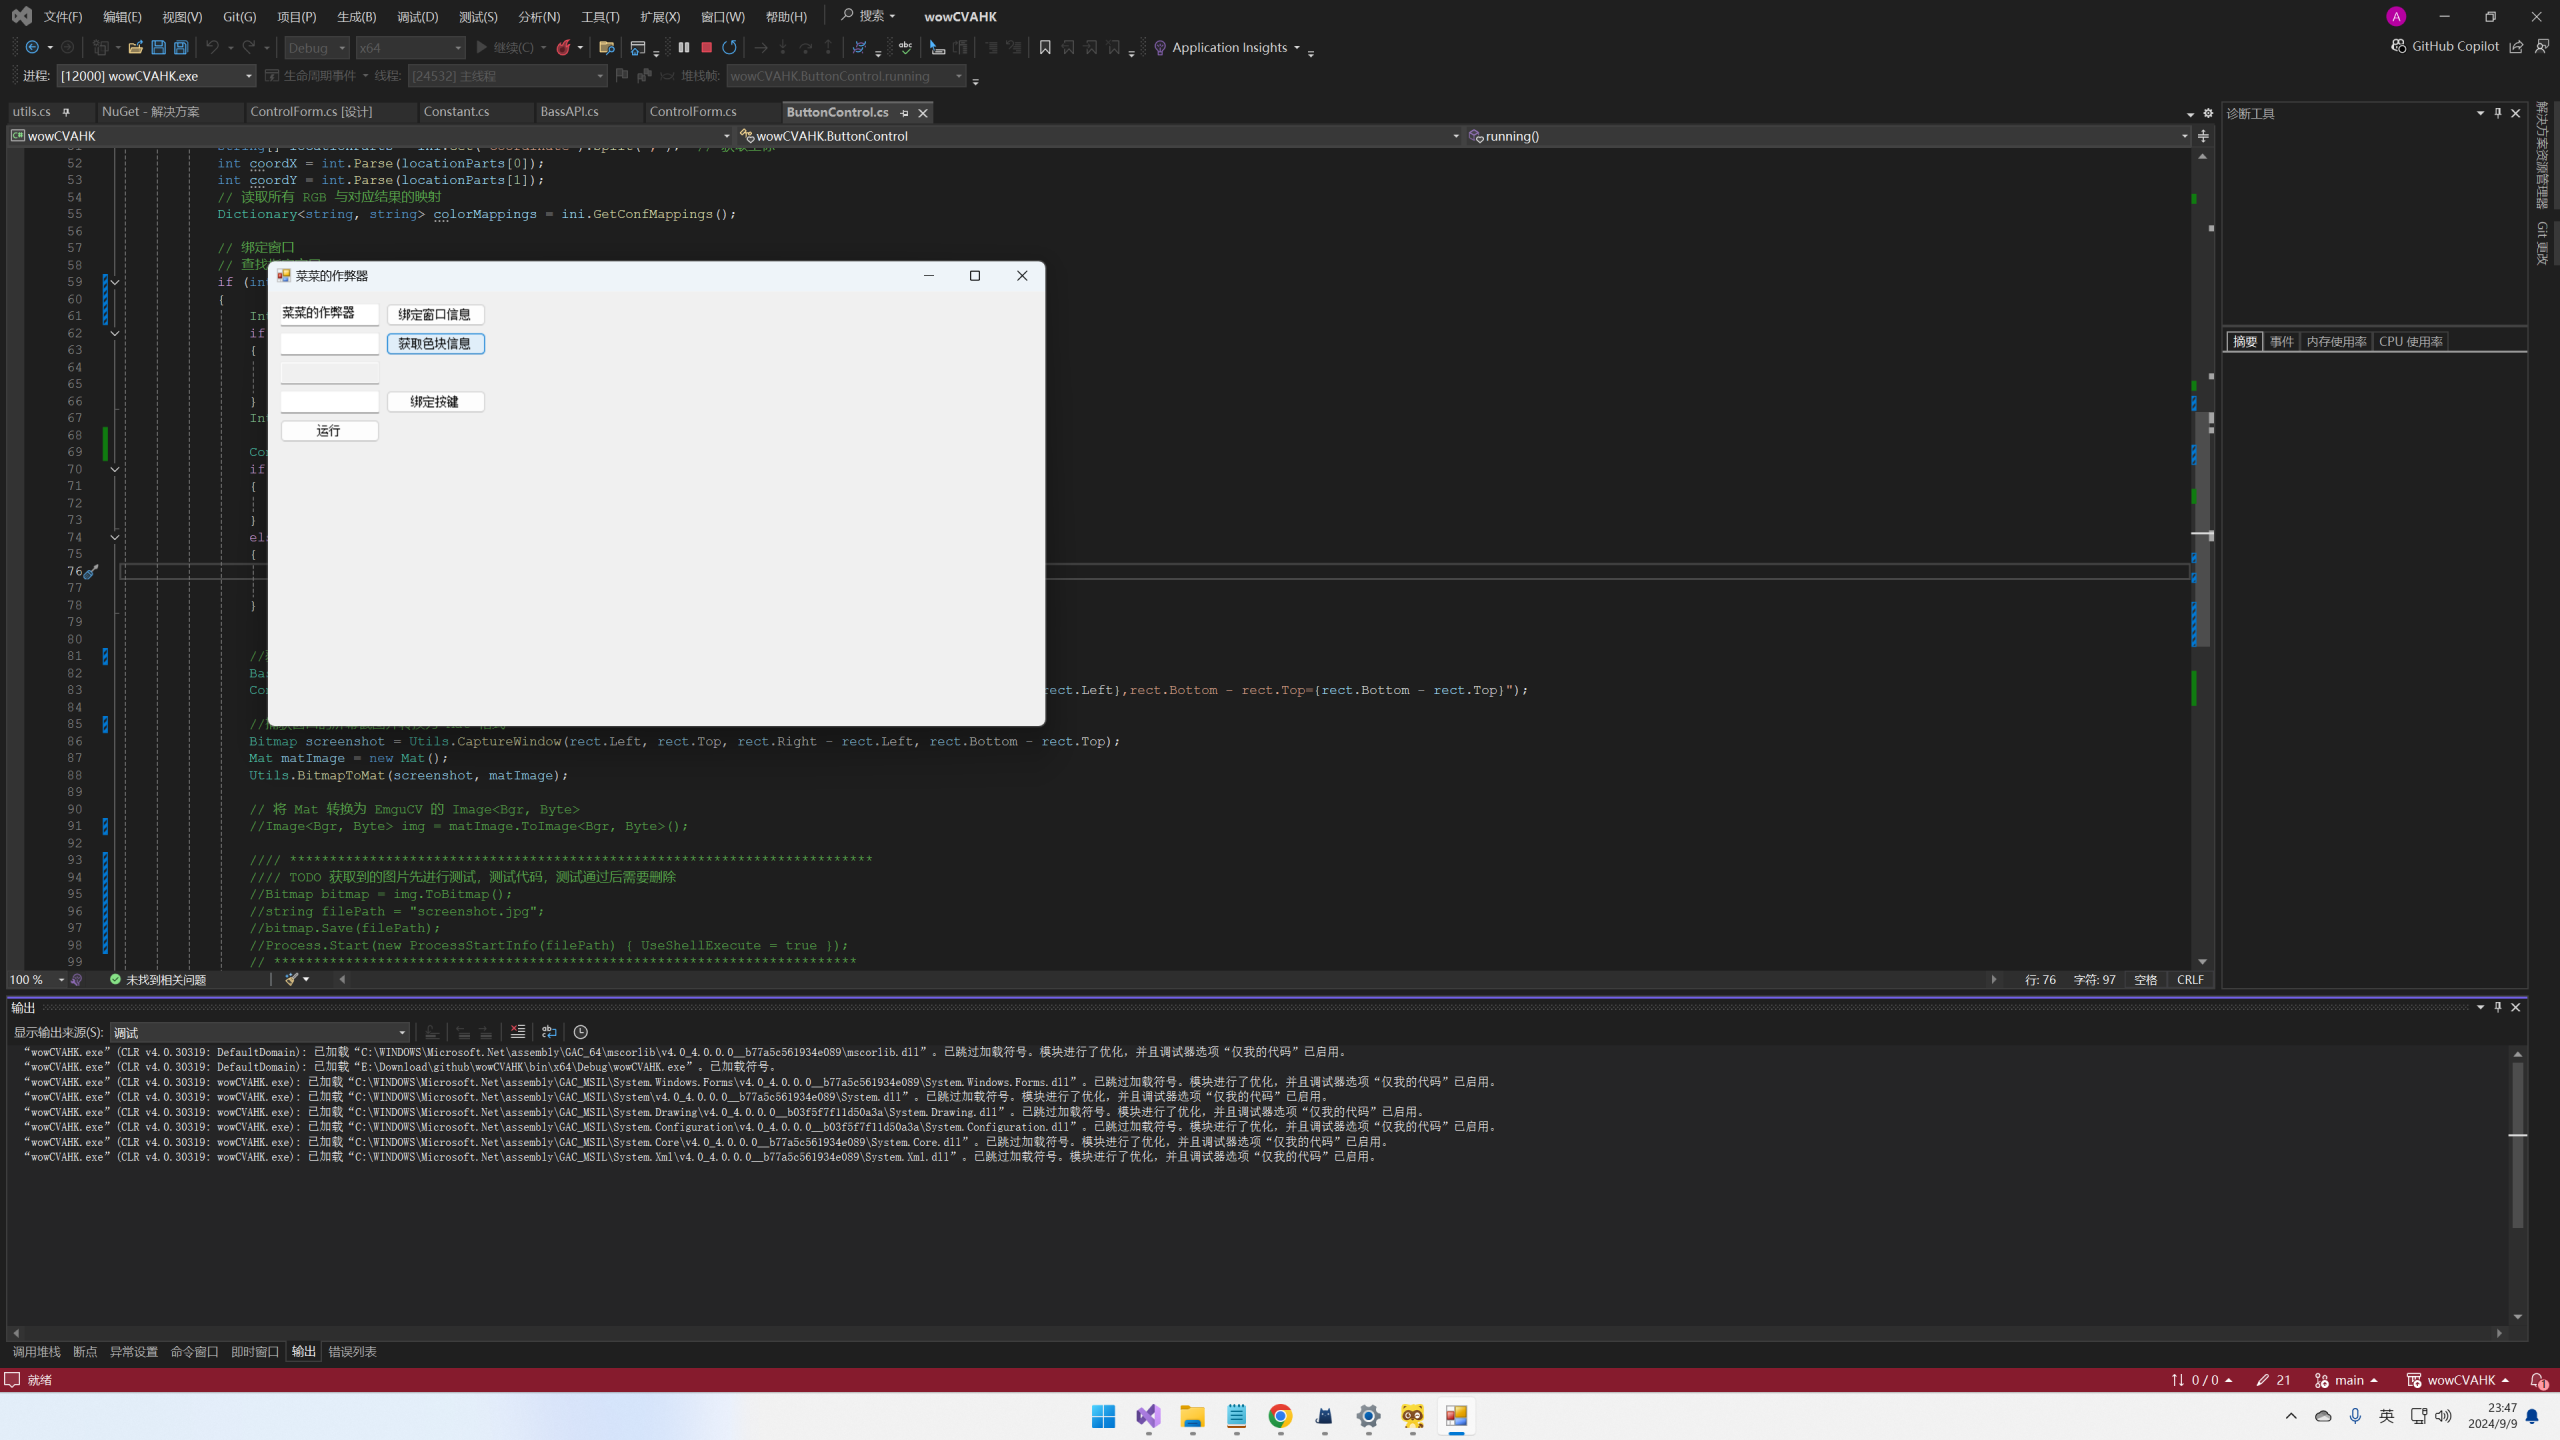 文件(F) 编辑(E) 视图(V) Git(G) 项目(P) 生成(B) 调试(D) 测试(S) 分析(N) 工具(T) 扩展(X) 窗口(W) 帮助(H) 搜索 wowCVAHK A
Debug x64 继续(C) Application Insights GitHub Copilot
进程: [12000] wowCVAHK.exe 生命周期事件 线程: [24532] 主线程 堆栈帧: wowCVAHK.ButtonControl.running
utils.cs NuGet - 解决方案 ControlForm.cs [设计] Constant.cs BassAPI.cs ControlForm.cs ButtonControl.cs
wowCVAHK wowCVAHK.ButtonControl running()
52 int coordX = int.Parse(locationParts[0]);
53 int coordY = int.Parse(locationParts[1]);
54 // 读取所有 RGB 与对应结果的映射
55 Dictionary<string, string> colorMappings = ini.GetConfMappings();
56
57 // 绑定窗口
58 // 查找
59 if (in
60 {
61 In
62 if
63 {
64
65
66 }
67 In
68
69 Co
70 if
71 {
72
73 }
74 el
75 {
76
77
78 }
79
80
81 //
82 Ba
83 Co rect.Left},rect.Bottom - rect.Top={rect.Bottom - rect.Top}");
84
85 //
86 Bitmap screenshot = Utils.CaptureWindow(rect.Left, rect.Top, rect.Right - rect.Left, rect.Bottom - rect.Top);
87 Mat matImage = new Mat();
88 Utils.BitmapToMat(screenshot, matImage);
89
90 // 将 Mat 转换为 EmguCV 的 Image<Bgr, Byte>
91 //Image<Bgr, Byte> img = matImage.ToImage<Bgr, Byte>();
92
93 //// *************************************************************************
94 //// TODO 获取到的图片先进行测试，测试代码，测试通过后需要删除
95 //Bitmap bitmap = img.ToBitmap();
96 //string filePath = "screenshot.jpg";
97 //bitmap.Save(filePath);
98 //Process.Start(new ProcessStartInfo(filePath) { UseShellExecute = true });
99 // *************************************************************************
菜菜的作弊器
菜菜的作弊器 绑定窗口信息
获取色块信息
绑定按键
运行
100 % 未找到相关问题 行: 76 字符: 97 空格 CRLF
诊断工具
摘要 事件 内存使用率 CPU 使用率
解决方案资源管理器
Git 更改
输出
显示输出来源(S): 调试
“wowCVAHK.exe”(CLR v4.0.30319: DefaultDomain): 已加载“C:\WINDOWS\Microsoft.Net\assembly\GAC_64\mscorlib\v4.0_4.0.0.0__b77a5c561934e089\mscorlib.dll”。已跳过加载符号。模块进行了优化，并且调试器选项“仅我的代码”已启用。
“wowCVAHK.exe”(CLR v4.0.30319: DefaultDomain): 已加载“E:\Download\github\wowCVAHK\bin\x64\Debug\wowCVAHK.exe”。已加载符号。
“wowCVAHK.exe”(CLR v4.0.30319: wowCVAHK.exe): 已加载“C:\WINDOWS\Microsoft.Net\assembly\GAC_MSIL\System.Windows.Forms\v4.0_4.0.0.0__b77a5c561934e089\System.Windows.Forms.dll”。已跳过加载符号。模块进行了优化，并且调试器选项“仅我的代码”已启用。
“wowCVAHK.exe”(CLR v4.0.30319: wowCVAHK.exe): 已加载“C:\WINDOWS\Microsoft.Net\assembly\GAC_MSIL\System\v4.0_4.0.0.0__b77a5c561934e089\System.dll”。已跳过加载符号。模块进行了优化，并且调试器选项“仅我的代码”已启用。
“wowCVAHK.exe”(CLR v4.0.30319: wowCVAHK.exe): 已加载“C:\WINDOWS\Microsoft.Net\assembly\GAC_MSIL\System.Drawing\v4.0_4.0.0.0__b03f5f7f11d50a3a\System.Drawing.dll”。已跳过加载符号。模块进行了优化，并且调试器选项“仅我的代码”已启用。
“wowCVAHK.exe”(CLR v4.0.30319: wowCVAHK.exe): 已加载“C:\WINDOWS\Microsoft.Net\assembly\GAC_MSIL\System.Configuration\v4.0_4.0.0.0__b03f5f7f11d50a3a\System.Configuration.dll”。已跳过加载符号。模块进行了优化，并且调试器选项“仅我的代码”已启用。
“wowCVAHK.exe”(CLR v4.0.30319: wowCVAHK.exe): 已加载“C:\WINDOWS\Microsoft.Net\assembly\GAC_MSIL\System.Core\v4.0_4.0.0.0__b77a5c561934e089\System.Core.dll”。已跳过加载符号。模块进行了优化，并且调试器选项“仅我的代码”已启用。
“wowCVAHK.exe”(CLR v4.0.30319: wowCVAHK.exe): 已加载“C:\WINDOWS\Microsoft.Net\assembly\GAC_MSIL\System.Xml\v4.0_4.0.0.0__b77a5c561934e089\System.Xml.dll”。已跳过加载符号。模块进行了优化，并且调试器选项“仅我的代码”已启用。
调用堆栈 断点 异常设置 命令窗口 即时窗口 输出 错误列表
就绪 0 / 0 21 main wowCVAHK 1
英 23:47
2024/9/9